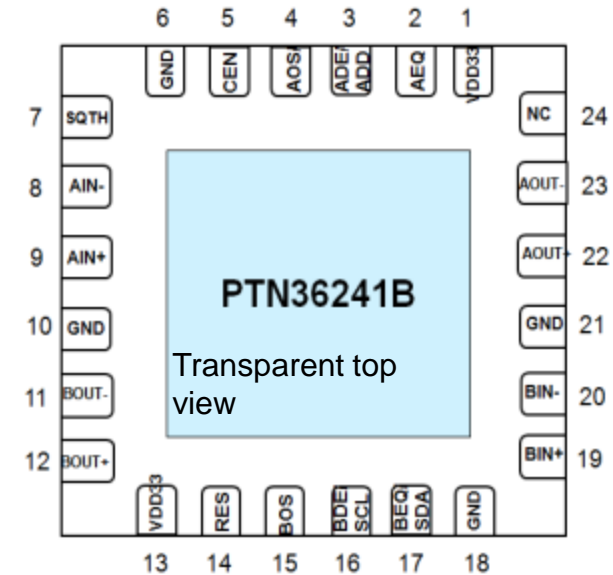 6 5 4 3 2 1
GND CEN AOS/ ADE/ ADD AEQ VDD33
7 SQTH NC 24
8 AIN- AOUT- 23
9 AIN+ AOUT+ 22
PTN36241B
10 GND GND 21
Transparent top
view
11 BOUT- BIN- 20
12 BOUT+ BIN+ 19
VDD33 RES BOS BDE/ SCL BEQ/ SDA GND
13 14 15 16 17 18